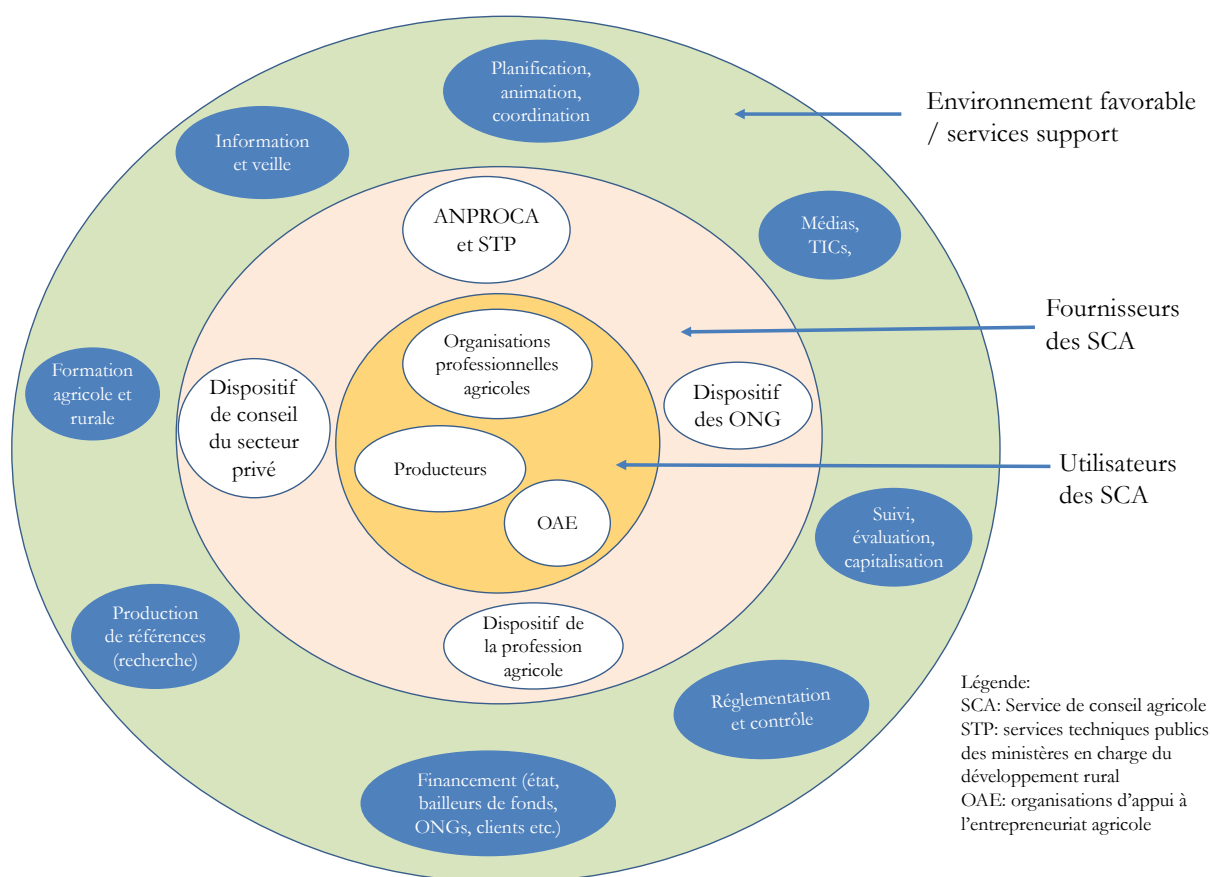 Planification,
animation,
coordination
Environnement favorable
/ services support
Information
et veille
ANPROCA
et STP
Médias,
TICs,
Fournisseurs
des SCA
Organisations
professionnelles
agricoles
Formation
agricole et
rurale
Dispositif
de conseil
du secteur
privé
Dispositif
des ONG
Producteurs
Utilisateurs
des SCA
OAE
Suivi,
évaluation,
capitalisation
Production
de références
(recherche)
Dispositif de
la profession
agricole
Réglementation
et contrôle
Financement (état,
bailleurs de fonds,
ONGs, clients etc.)
Légende:
SCA: Service de conseil agricole
STP: services techniques publics
des ministères en charge du
développement rural
OAE: organisations d'appui à
l'entrepreneuriat agricole